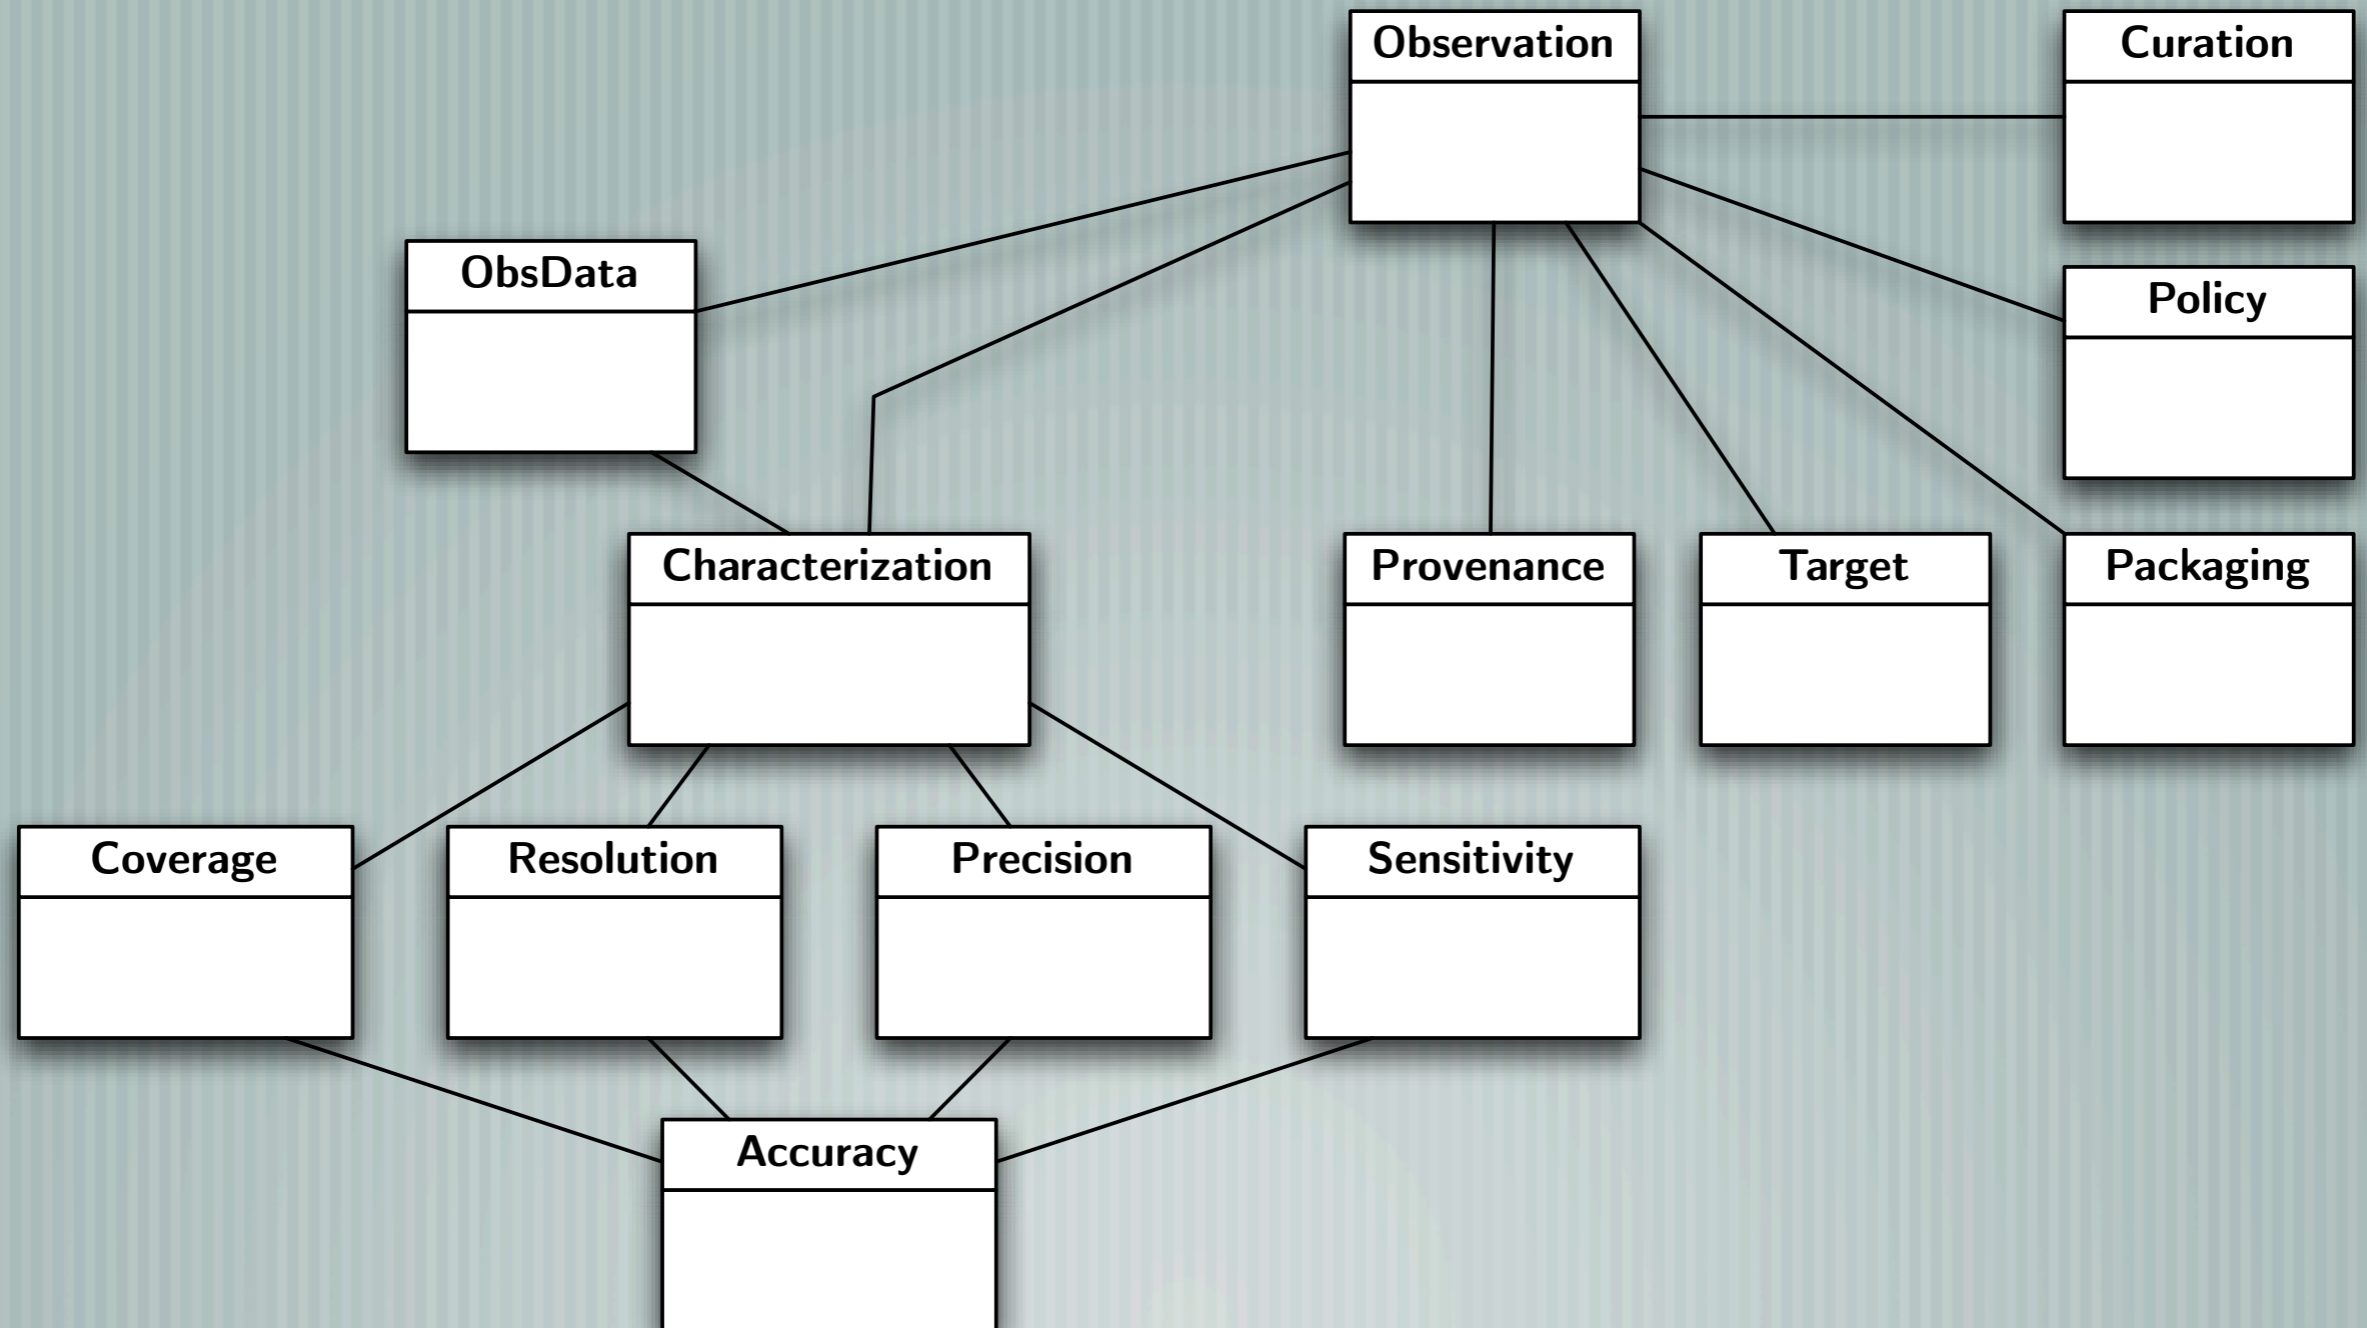 Observation
Curation
ObsData
Policy
Characterization
Provenance
Target
Packaging
Coverage
Resolution
Precision
Sensitivity
Accuracy